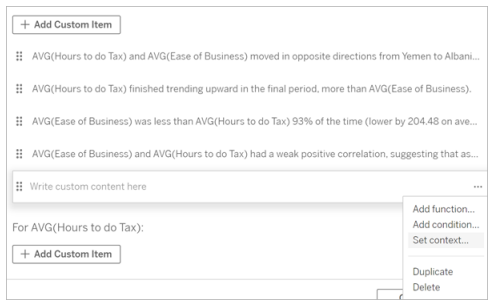 + Add Custom Item
AVG(Hours to do Tax) and AVG(Ease of Business) moved in opposite directions from Yemen to Albani...
AVG(Hours to do Tax) finished trending upward in the final period, more than AVG(Ease of Business).
AVG(Ease of Business) was less than AVG(Hours to do Tax) 93% of the time (lower by 204.48 on ave...
AVG(Ease of Business) and AVG(Hours to do Tax) had a weak positive correlation, suggesting that as...
Write custom content here ...
Add function...
For AVG(Hours to do Tax):
Add condition...
Set context...
+ Add Custom Item
Duplicate
Delete